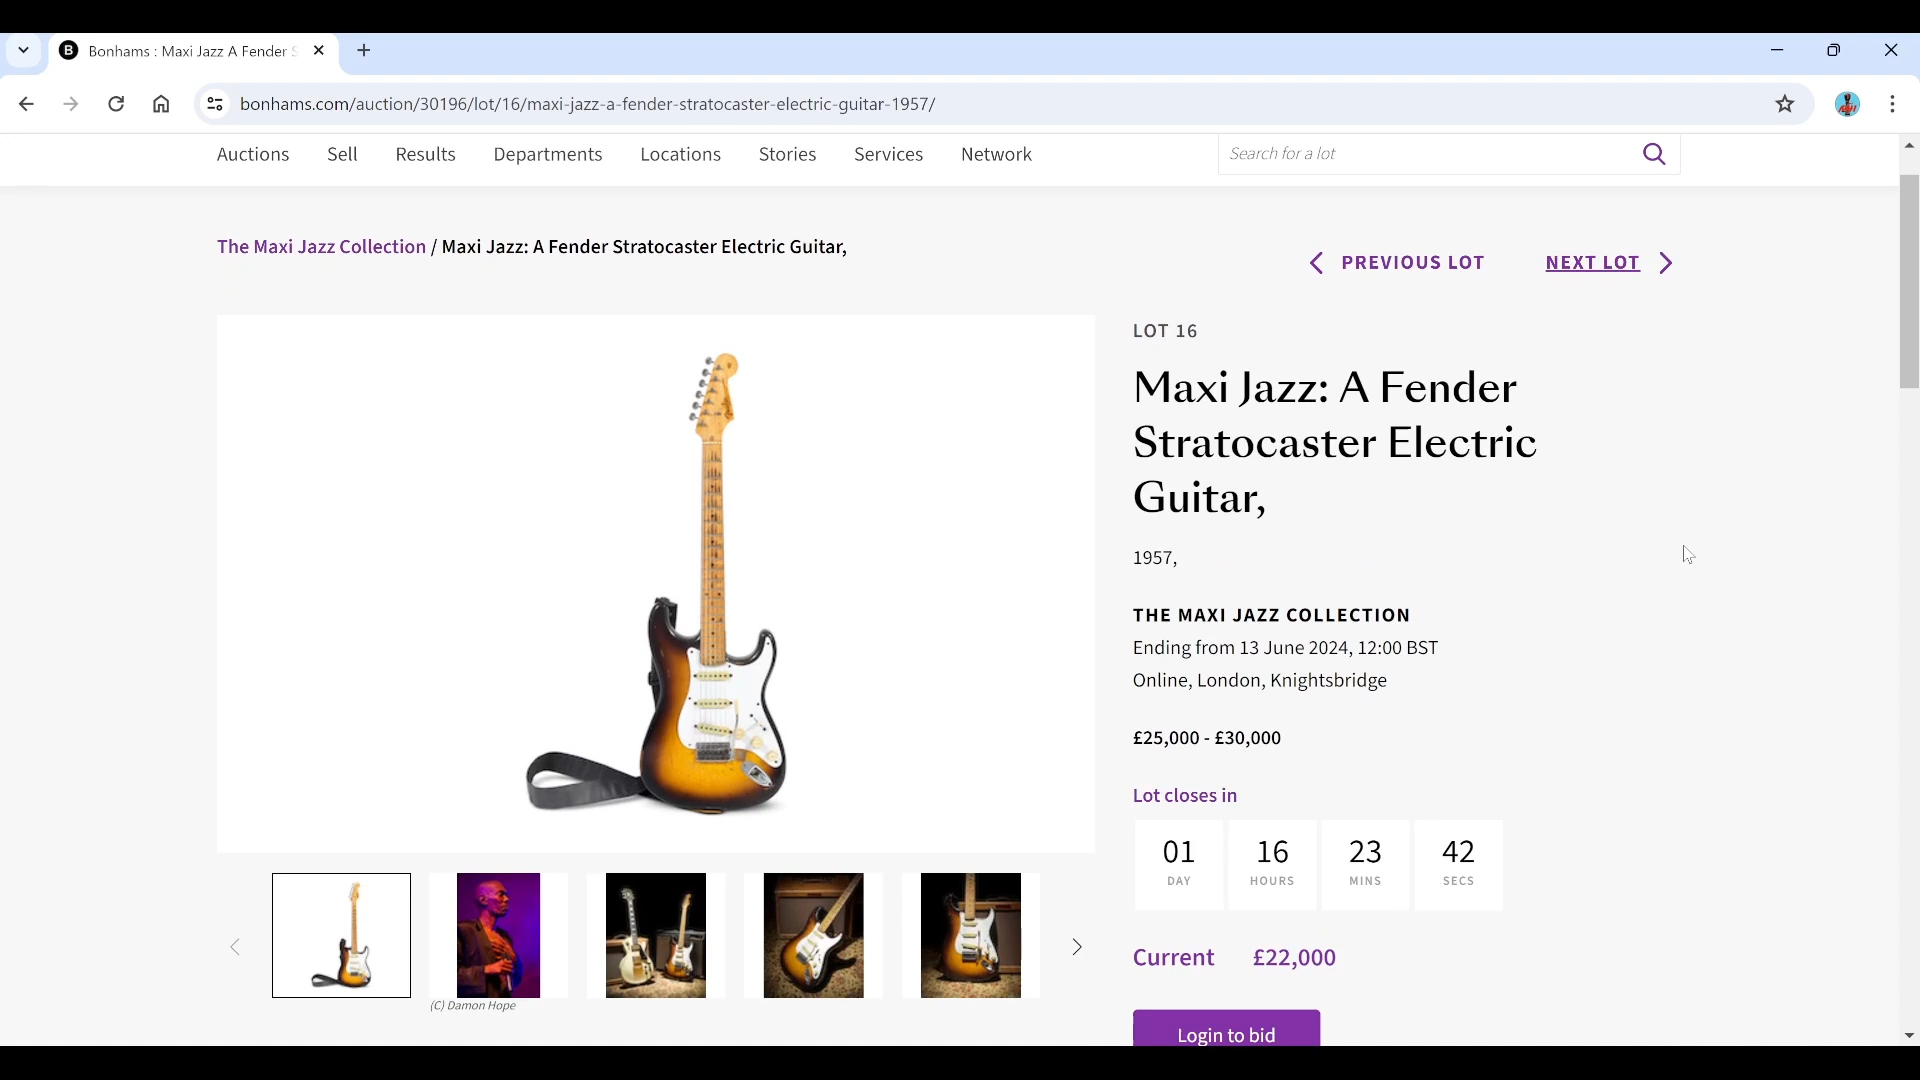 Bonhams : Maxi Jazz A Fender S
bonhams.com/auction/30196/lot/16/maxi-jazz-a-fender-stratocaster-electric-guitar-1957/
Auctions Sell Results Departments Locations Stories Services Network Search for a lot
The Maxi Jazz Collection / Maxi Jazz: A Fender Stratocaster Electric Guitar,
PREVIOUS LOT NEXT LOT
LOT 16
Maxi Jazz: A Fender
Stratocaster Electric
Guitar,
1957,
THE MAXI JAZZ COLLECTION
Ending from 13 June 2024, 12:00 BST
Online, London, Knightsbridge
£25,000 - £30,000
Lot closes in
01 16 23 42
DAY HOURS MINS SECS
Current £22,000
(C) Damon Hope
Login to bid